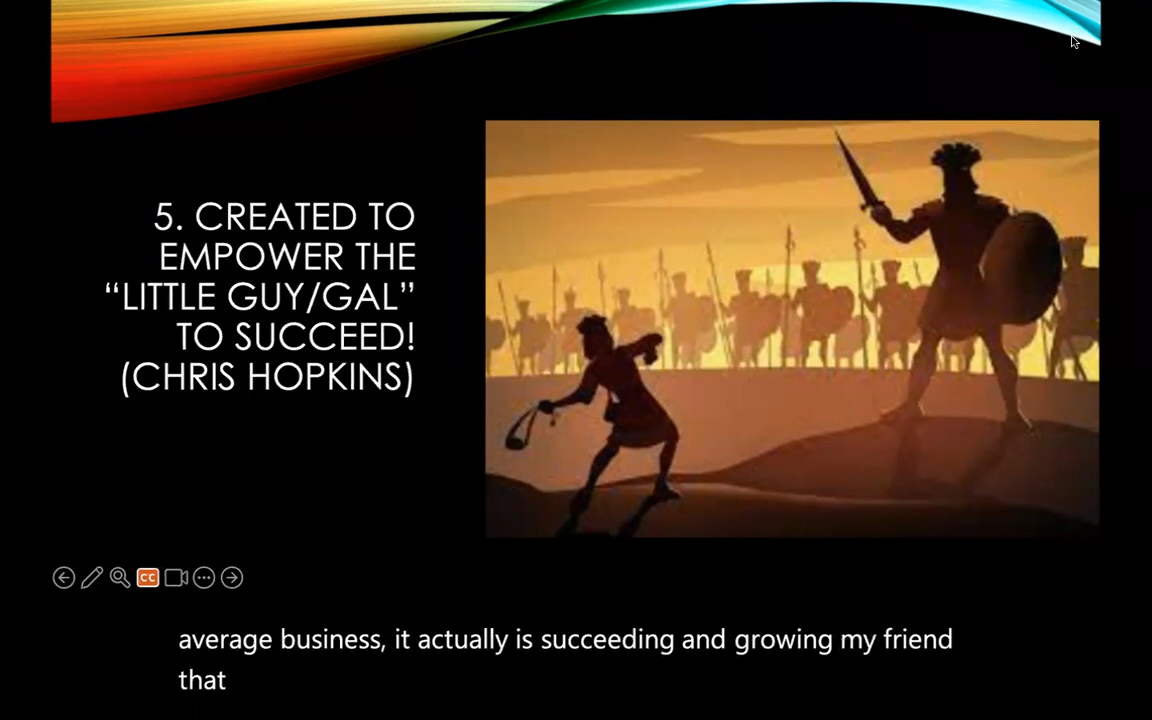 5. CREATED TO
EMPOWER THE
“LITTLE GUY/GAL”
TO SUCCEED!
(CHRIS HOPKINS)
CC
average business, it actually is succeeding and growing my friend
that